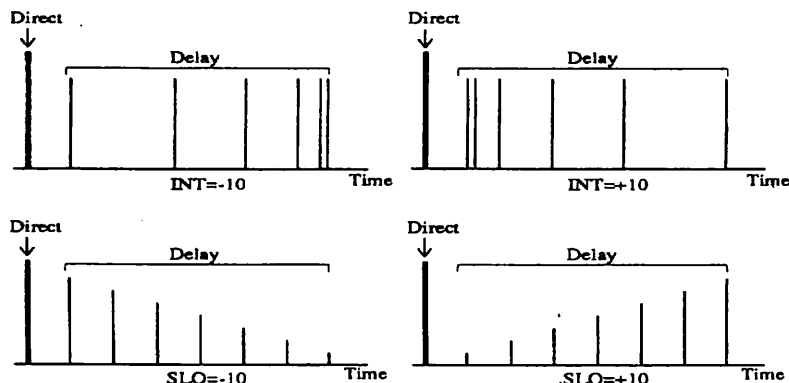 Direct Direct
Delay Delay
INT=-10 Time INT=+10 Time
Direct Direct
Delay Delay
SLO=-10 Time .SLO=+10 Time